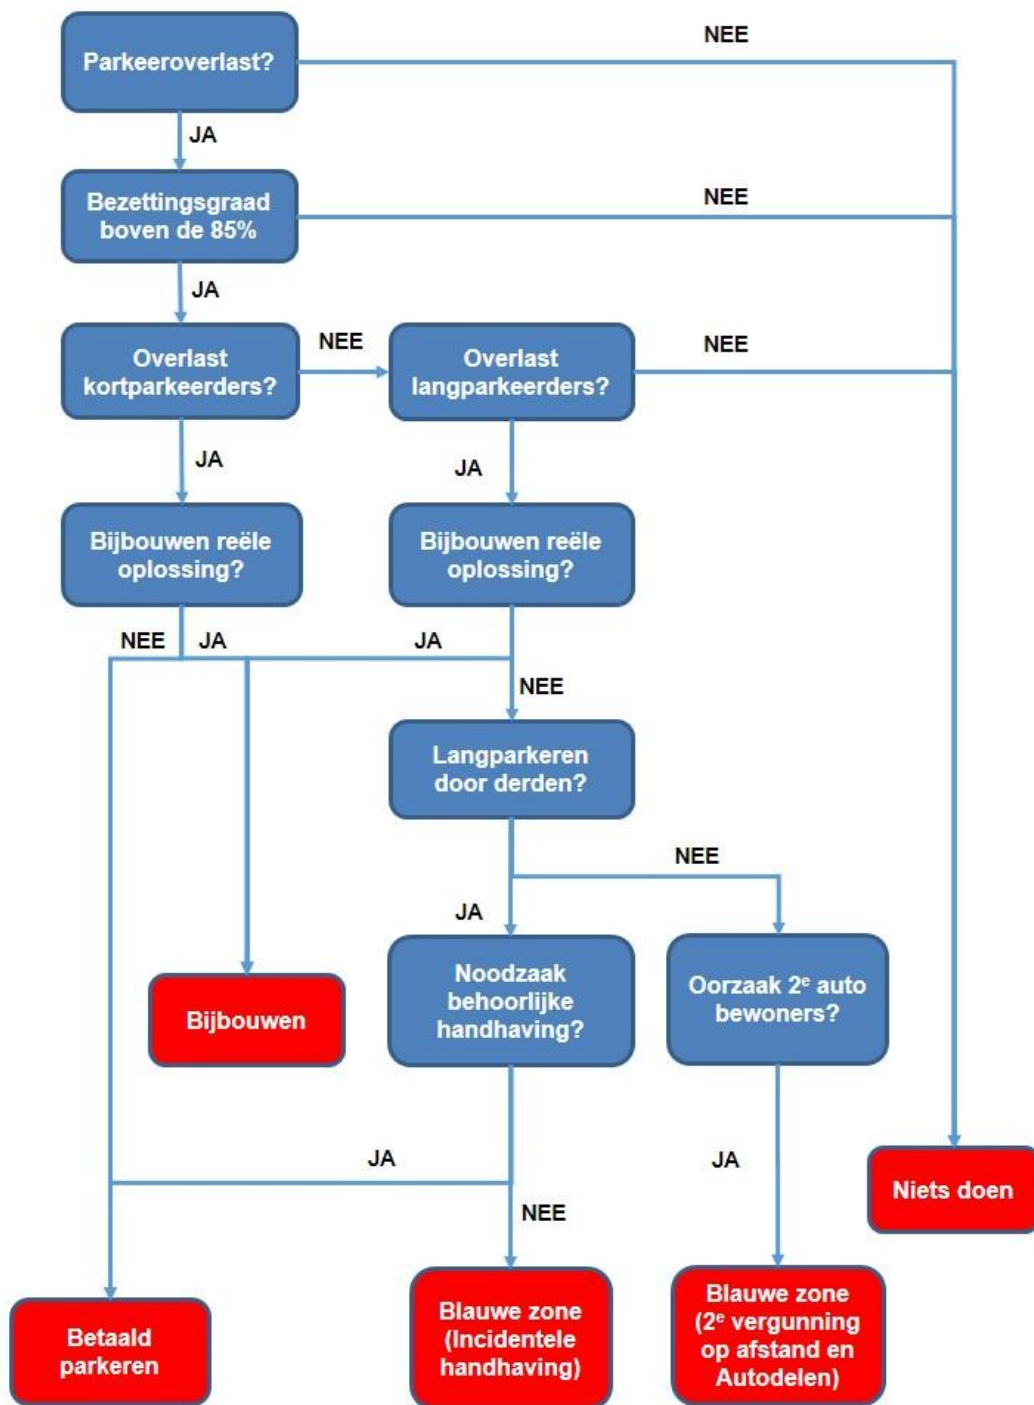 NEE
Parkeeroverlast?
JA
Bezettingsgraad
boven de 85%
NEE
JA
Overlast
kortparkeerders?
NEE
Overlast
langparkeerders?
NEE
JA
JA
Bijbouwen reële
oplossing?
Bijbouwen reële
oplossing?
NEE
JA
JA
NEE
Langparkeren
door derden?
NEE
JA
Noodzaak
behoorlijke
handhaving?
Oorzaak 2e auto
bewoners?
Bijbouwen
JA
JA
Niets doen
NEE
Betaald
parkeren
Blauwe zone
(Incidentele
handhaving)
Blauwe zone
(2e vergunning
op afstand en
Autodelen)